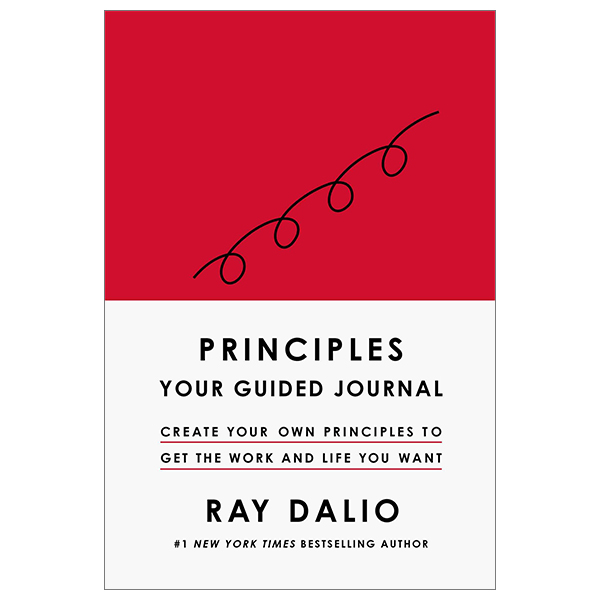 PRINCIPLES
YOUR GUIDED JOURNAL
CREATE YOUR OWN PRINCIPLES TO
GET THE WORK AND LIFE YOU WANT
RAY DALIO
#1 NEW YORK TIMES BESTSELLING AUTHOR